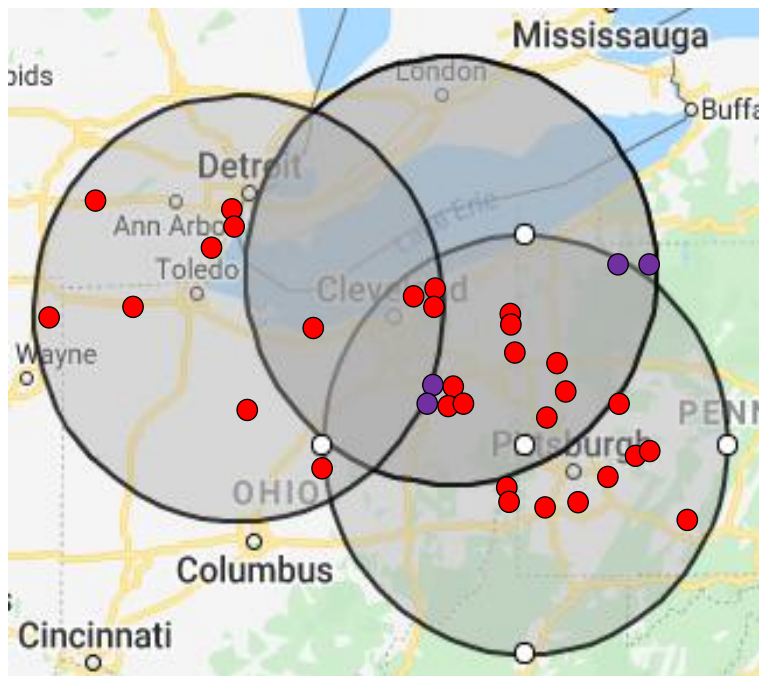 Mississauga
oids
London
Buffa
Detroit
Ann Arbo
Lake Erie
Toledo
Cleveland
Wayne
PENN
Pittsburgh
OHIO
Columbus
Cincinnati